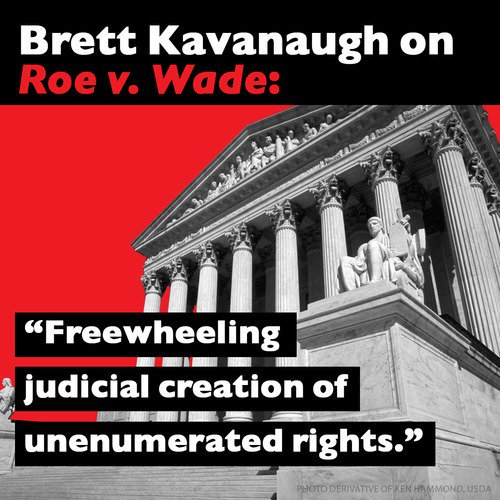 Brett Kavanaugh on
Roe v. Wade:
“Freewheeling
judicial creation of
unenumerated rights.”
PHOTO DERIVATIVE OF KEN HAMMOND, USDA